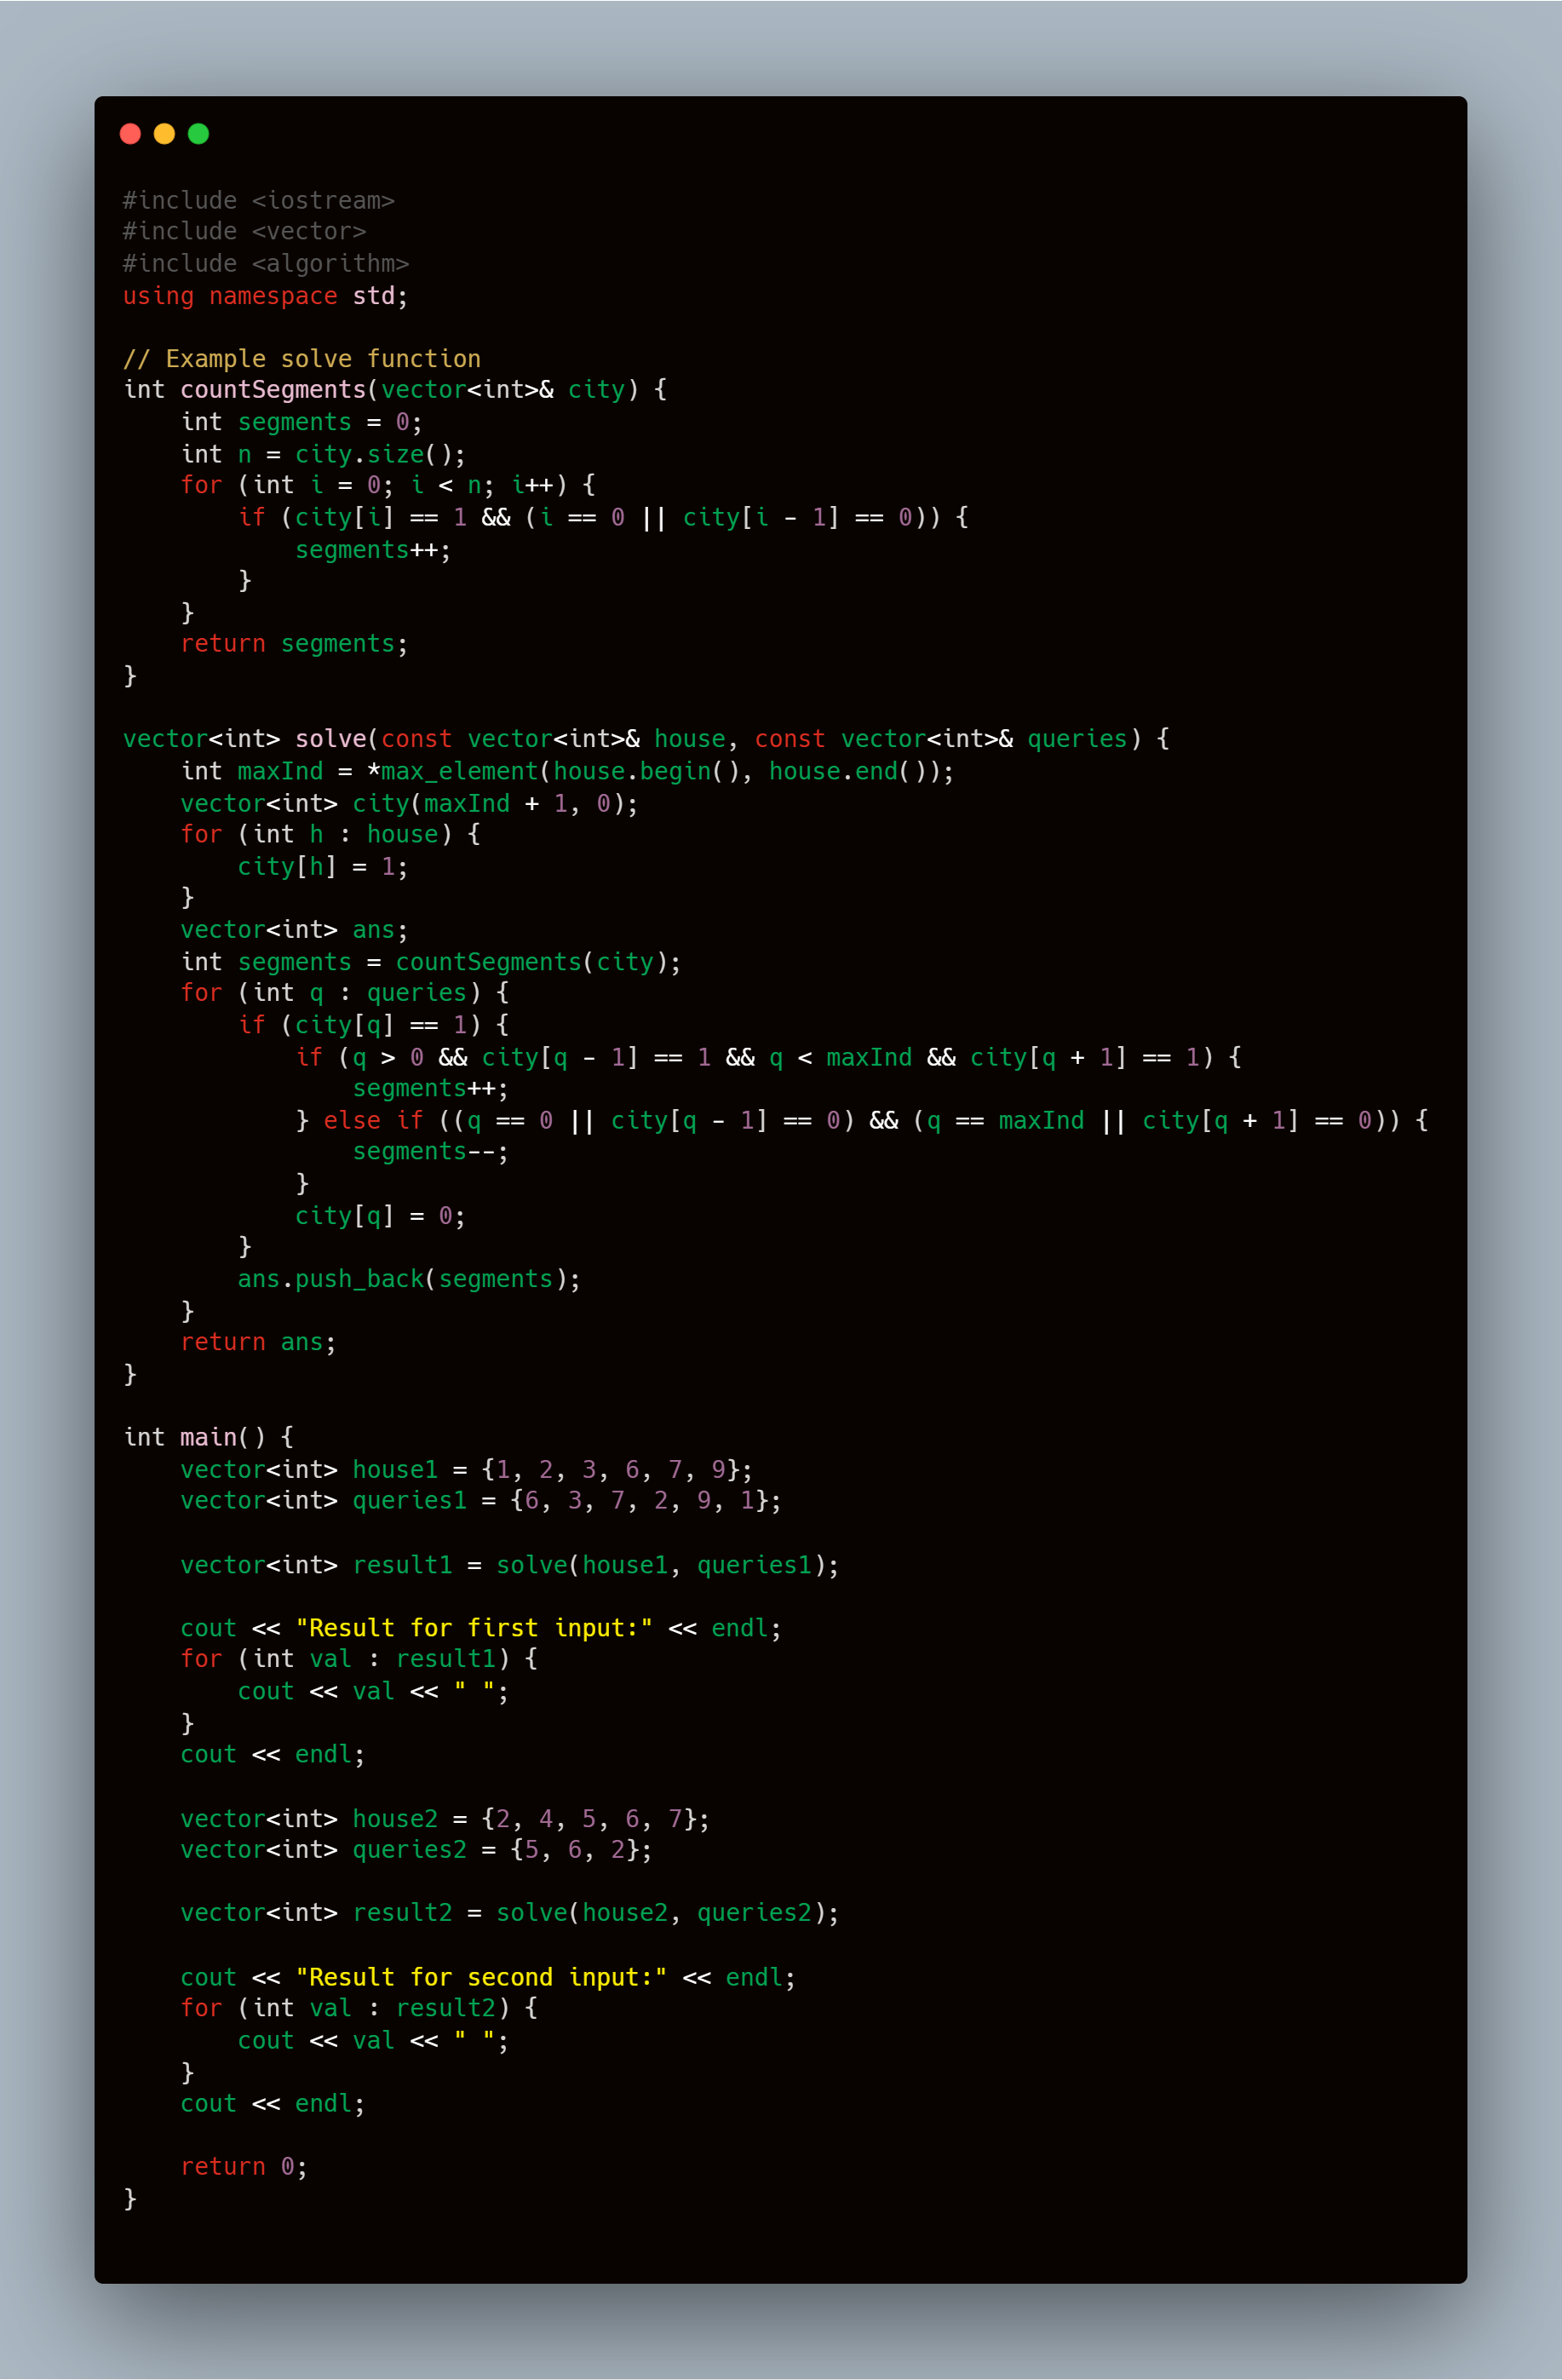 #include <iostream>
#include <vector>
#include <algorithm>
using namespace std;

// Example solve function
int countSegments(vector<int>& city) {
    int segments = 0;
    int n = city.size();
    for (int i = 0; i < n; i++) {
        if (city[i] == 1 && (i == 0 || city[i - 1] == 0)) {
            segments++;
        }
    }
    return segments;
}

vector<int> solve(const vector<int>& house, const vector<int>& queries) {
    int maxInd = *max_element(house.begin(), house.end());
    vector<int> city(maxInd + 1, 0);
    for (int h : house) {
        city[h] = 1;
    }
    vector<int> ans;
    int segments = countSegments(city);
    for (int q : queries) {
        if (city[q] == 1) {
            if (q > 0 && city[q - 1] == 1 && q < maxInd && city[q + 1] == 1) {
                segments++;
            } else if ((q == 0 || city[q - 1] == 0) && (q == maxInd || city[q + 1] == 0)) {
                segments--;
            }
            city[q] = 0;
        }
        ans.push_back(segments);
    }
    return ans;
}

int main() {
    vector<int> house1 = {1, 2, 3, 6, 7, 9};
    vector<int> queries1 = {6, 3, 7, 2, 9, 1};

    vector<int> result1 = solve(house1, queries1);

    cout << "Result for first input:" << endl;
    for (int val : result1) {
        cout << val << " ";
    }
    cout << endl;

    vector<int> house2 = {2, 4, 5, 6, 7};
    vector<int> queries2 = {5, 6, 2};

    vector<int> result2 = solve(house2, queries2);

    cout << "Result for second input:" << endl;
    for (int val : result2) {
        cout << val << " ";
    }
    cout << endl;

    return 0;
}